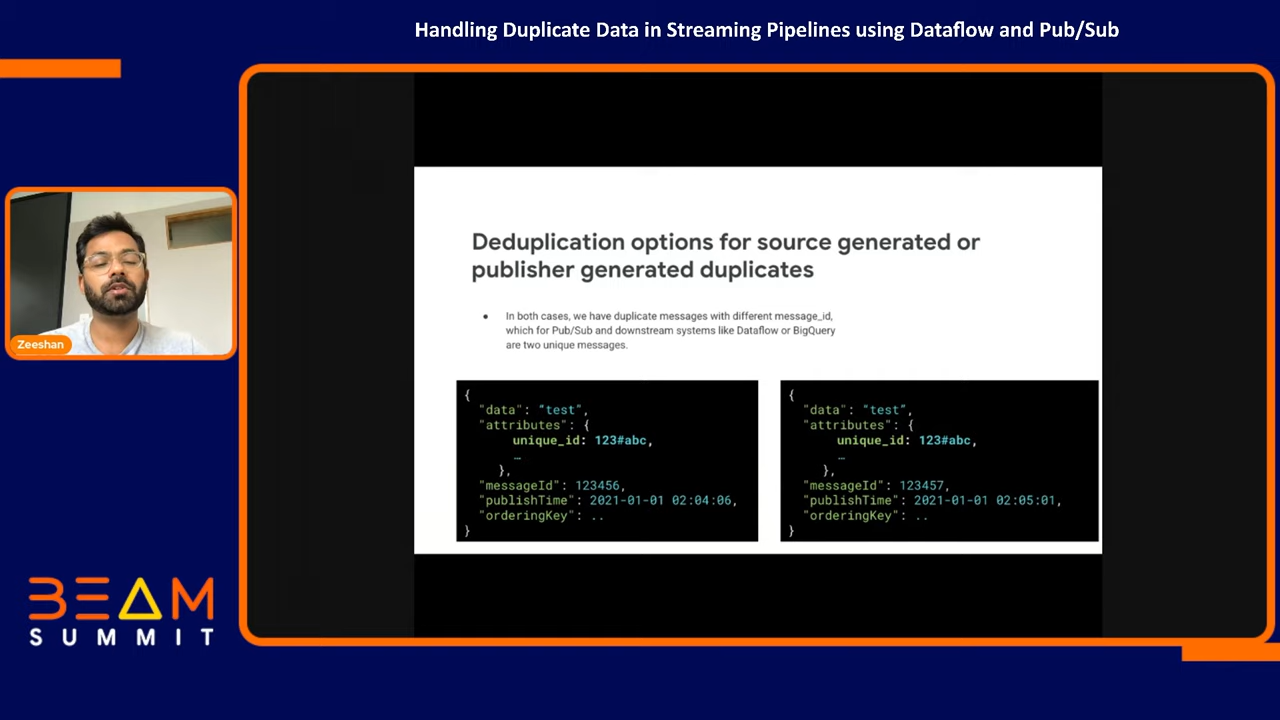 Handling Duplicate Data in Streaming Pipelines using Dataflow and Pub/Sub
Deduplication options for source generated or
publisher generated duplicates
● In both cases, we have duplicate messages with different message_id,
which for Pub/Sub and downstream systems like Dataflow or BigQuery
are two unique messages.
{
"data": "test",
"attributes": {
unique_id: 123#abc,
…
},
"messageId": 123456,
"publishTime": 2021-01-01 02:04:06,
"orderingKey": ..
}
{
"data": "test",
"attributes": {
unique_id: 123#abc,
…
},
"messageId": 123457,
"publishTime": 2021-01-01 02:05:01,
"orderingKey": ..
}
Zeeshan
BEAM
SUMMIT